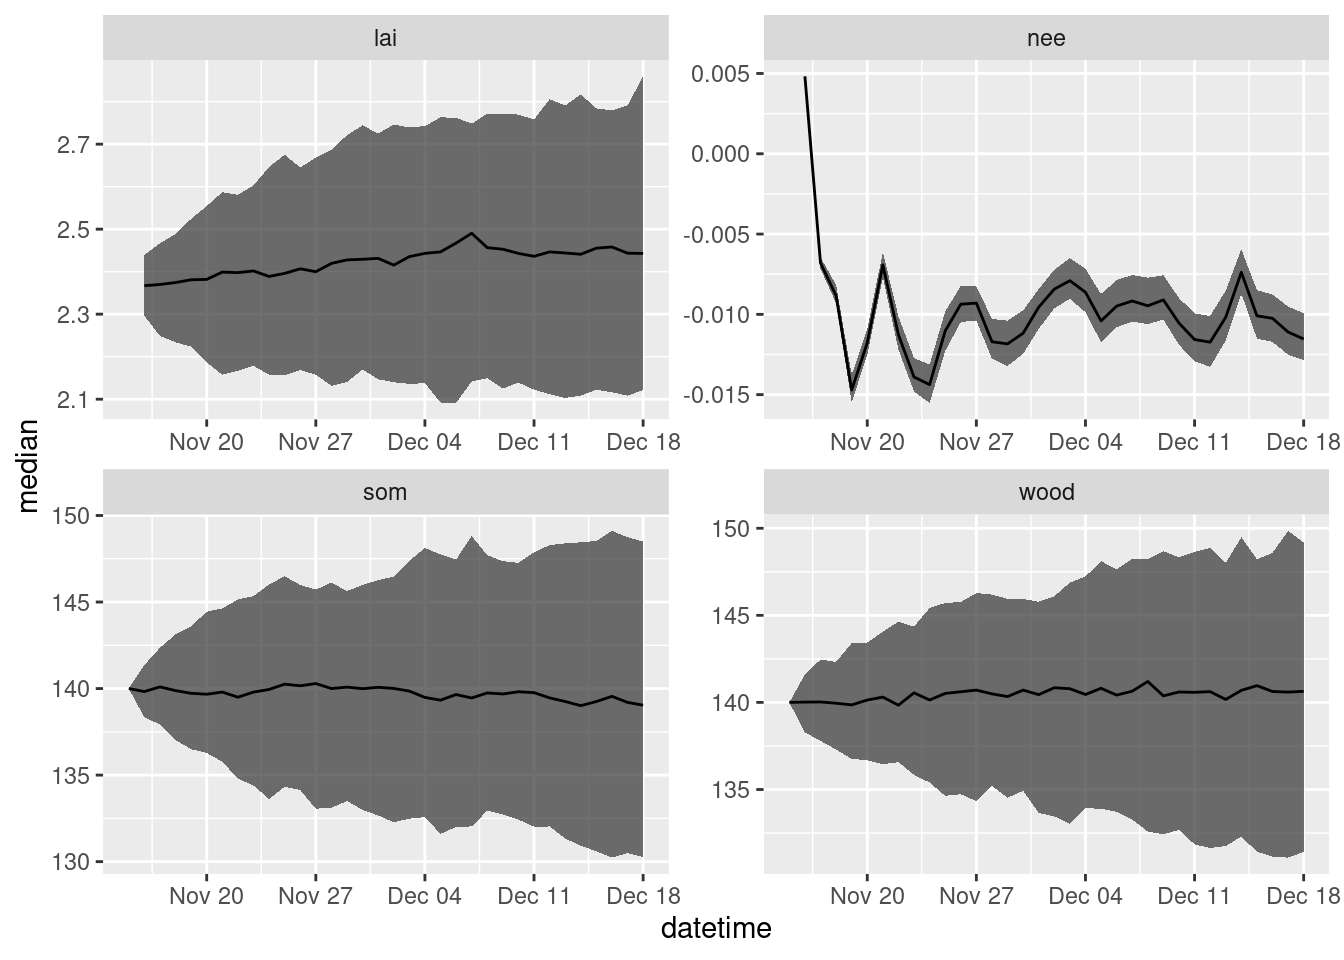 lai
nee
2.7
2.5
2.3
2.1
0.005
0.000
-0.005
-0.010
-0.015
Nov 20 Nov 27 Dec 04 Dec 11 Dec 18
Nov 20 Nov 27 Dec 04 Dec 11 Dec 18
median
som
wood
150
145
140
135
130
150
145
140
135
Nov 20 Nov 27 Dec 04 Dec 11 Dec 18
Nov 20 Nov 27 Dec 04 Dec 11 Dec 18
datetime